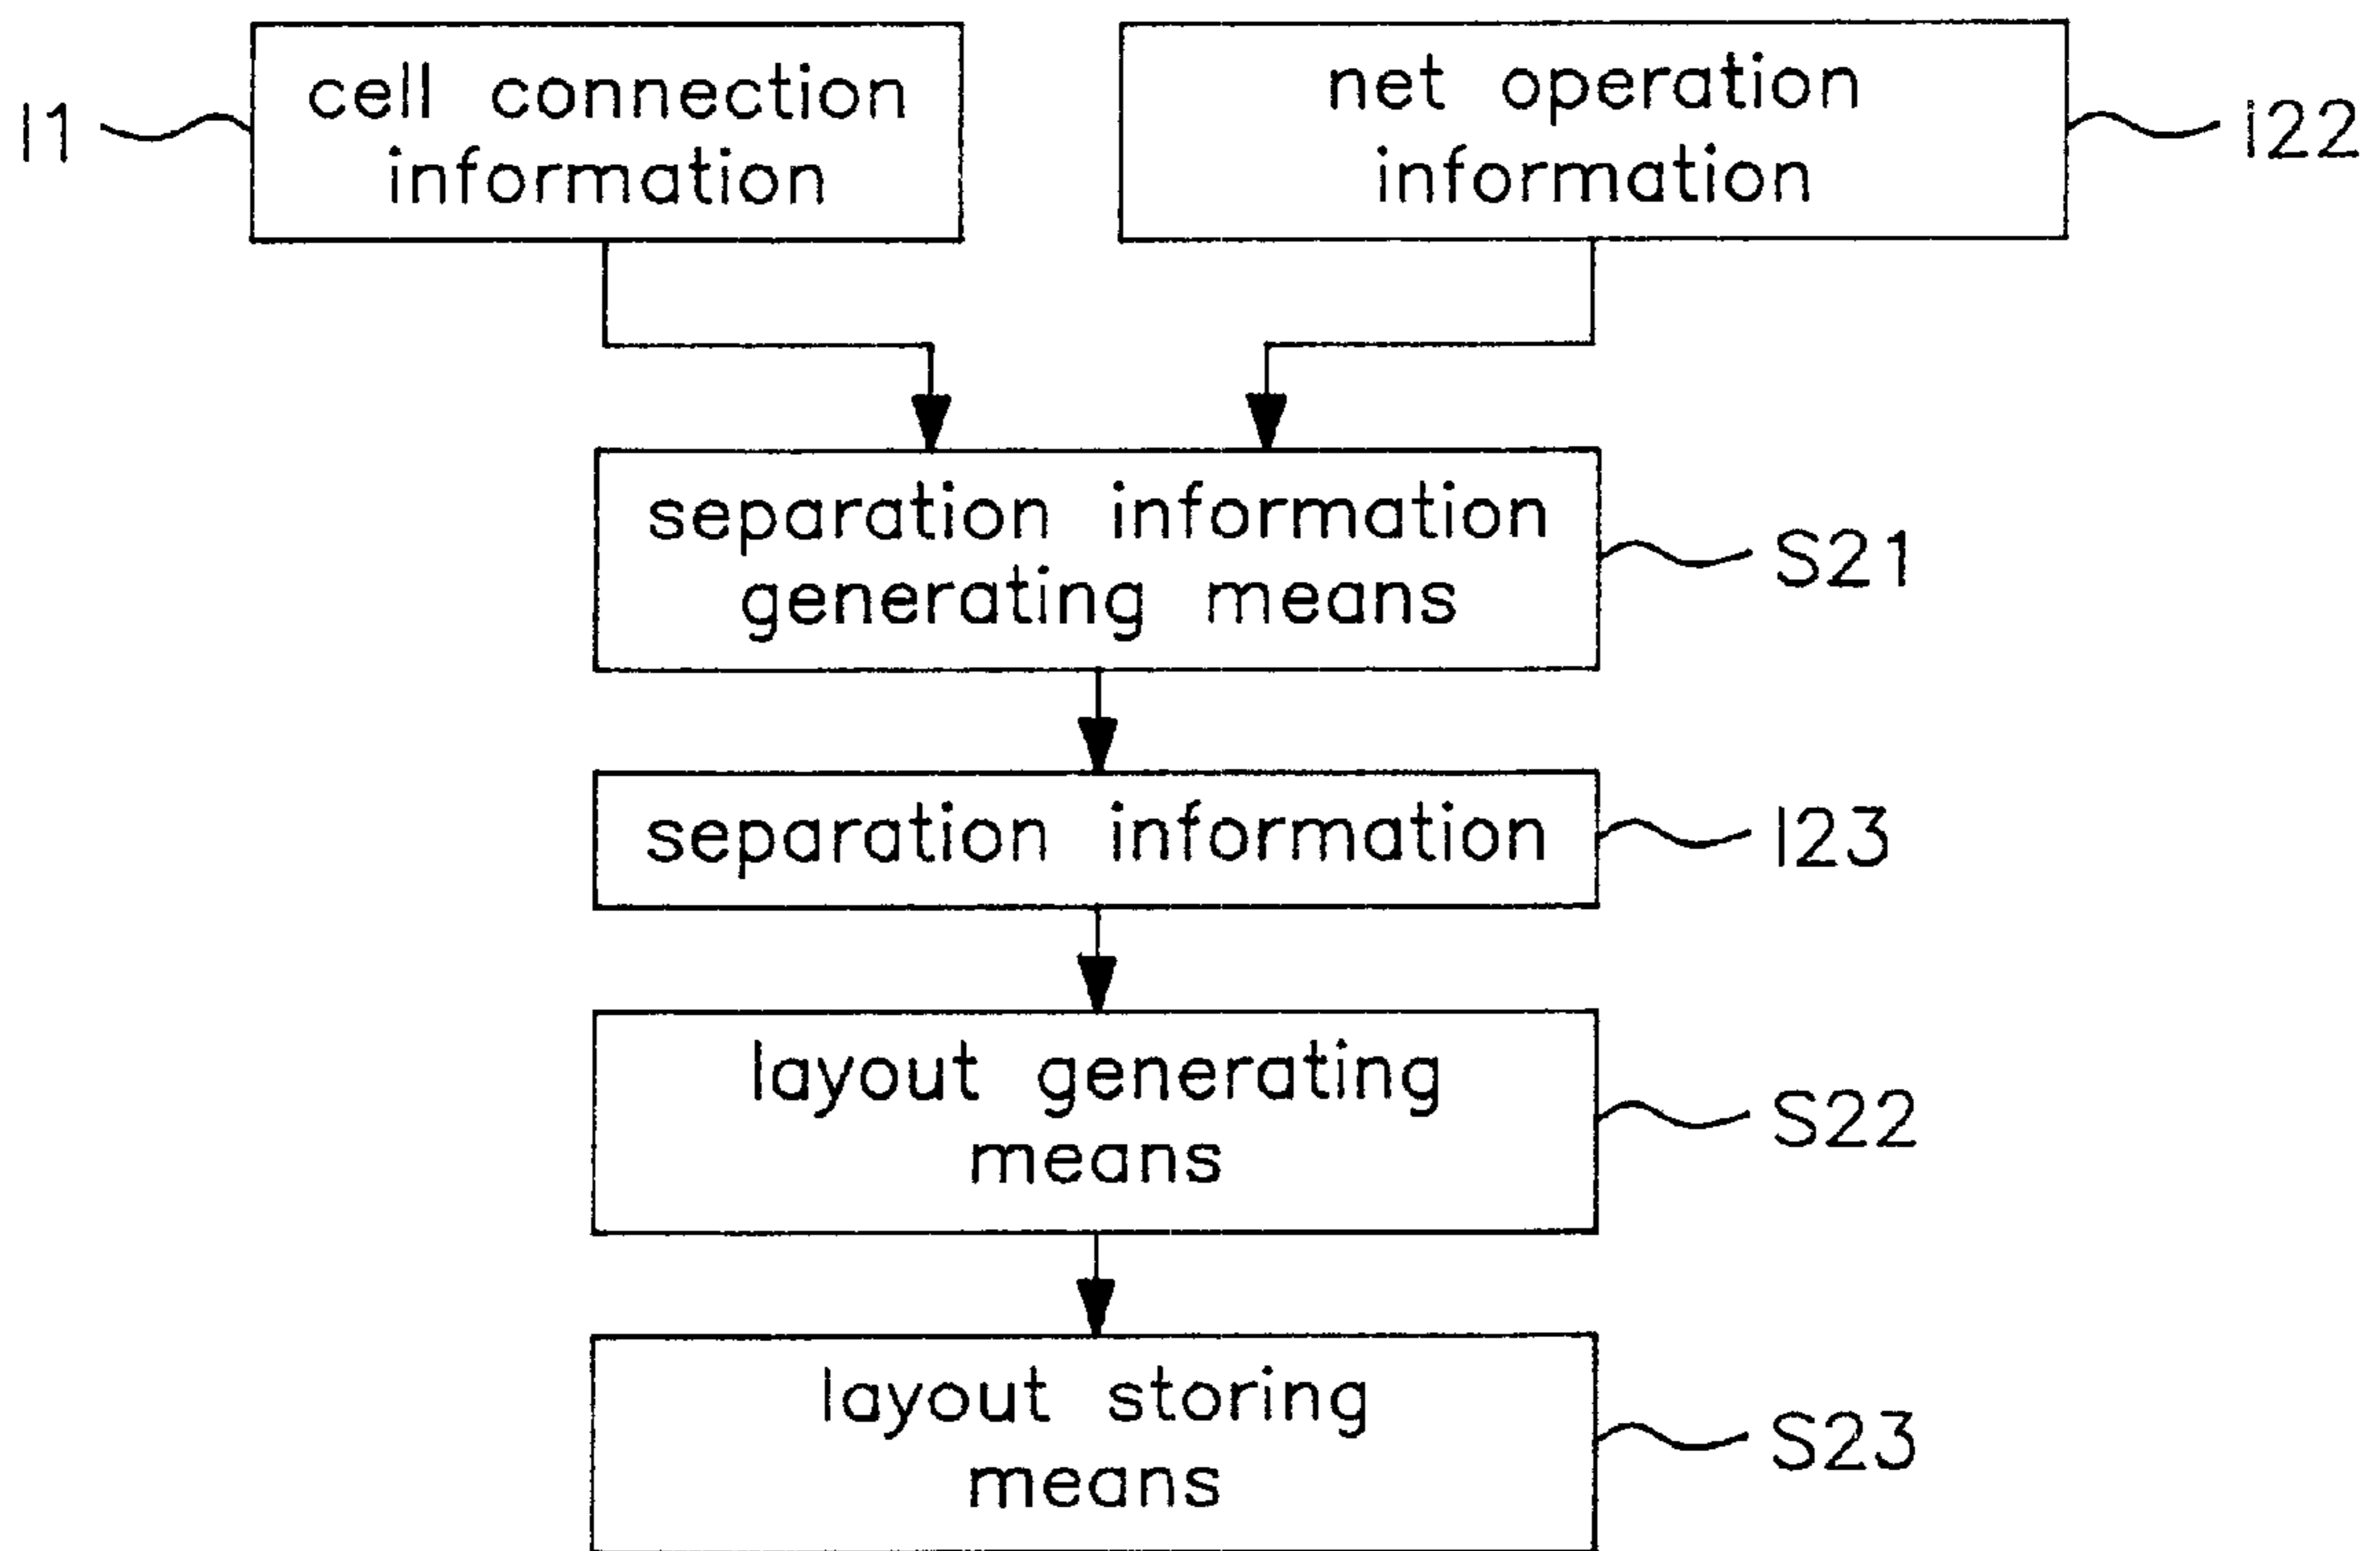 I1
cell connection
information
net operation
information
i22
separation information
generating means
S21
separation information
I23
layout generating
means
S22
layout storing
means
S23